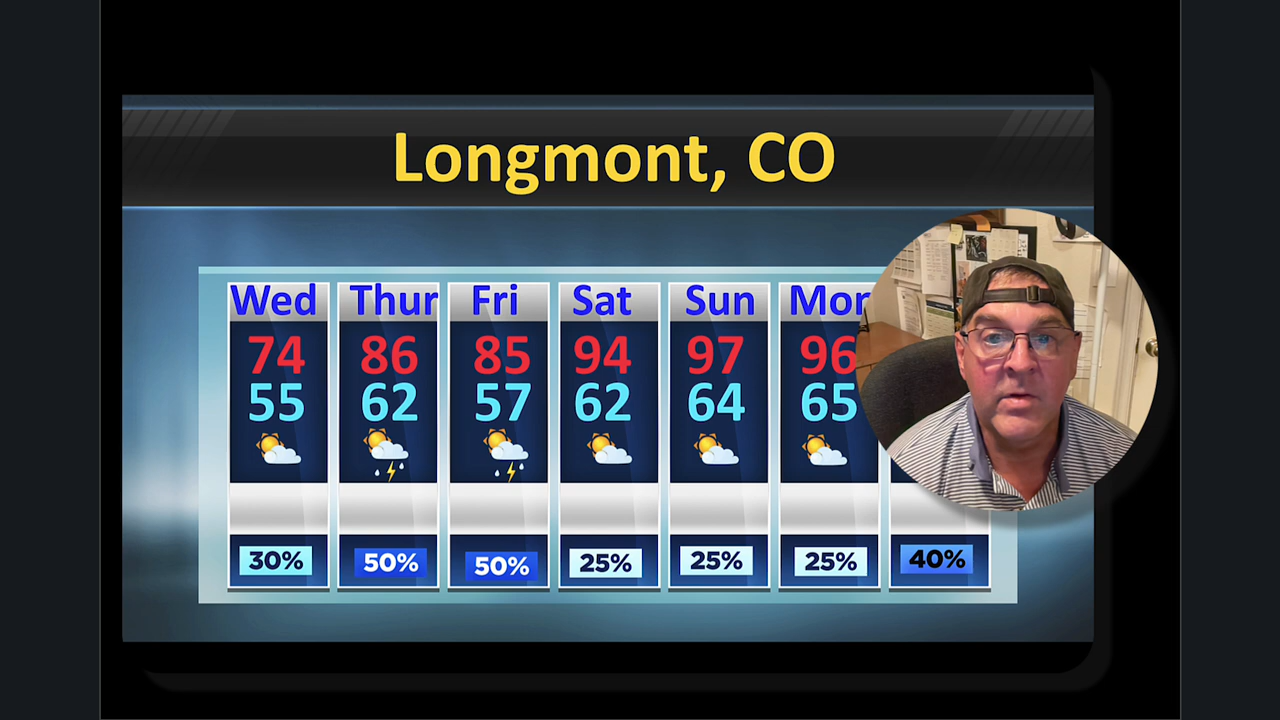 Longmont, CO
Wed Thur Fri Sat Sun Mon
74 86 85 94 97 96
55 62 57 62 64 65
30% 50% 50% 25% 25% 25% 40%